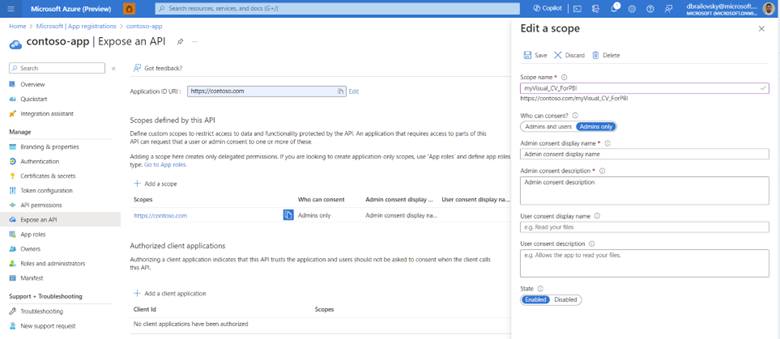 Microsoft Azure (Preview)
Search resources, services, and docs (G+/)
Copilot
1
dbrailovsky@microsoft....
MICROSOFT (MICROSOFT.ONMI...
Home > Microsoft | App registrations > contoso-app
contoso-app | Expose an API
Search
Overview
Quickstart
Integration assistant
Manage
Branding & properties
Authentication
Certificates & secrets
Token configuration
API permissions
Expose an API
App roles
Owners
Roles and administrators
Manifest
Support + Troubleshooting
Troubleshooting
New support request
Got feedback?
Application ID URI : https://contoso.com Edit
Scopes defined by this API
Define custom scopes to restrict access to data and functionality protected by the API. An application that requires access to parts of this
API can request that a user or admin consent to one or more of these.
Adding a scope here creates only delegated permissions. If you are looking to create application-only scopes, use 'App roles' and define app roles
type. Go to App roles.
Add a scope
Scopes Who can consent Admin consent display ... User consent display na...
https://contoso.com Admins only Admin consent display na...
Authorized client applications
Authorizing a client application indicates that this API trusts the application and users should not be asked to consent when the client calls
this API.
Add a client application
Client Id Scopes
No client applications have been authorized
Edit a scope
Save Discard Delete
Scope name *
myVisual_CV_ForPBI
https://contoso.com/myVisual_CV_ForPBI
Who can consent?
Admins and users Admins only
Admin consent display name *
Admin consent display name
Admin consent description *
Admin consent description
User consent display name
e.g. Read your files
User consent description
e.g. Allows the app to read your files.
State
Enabled Disabled